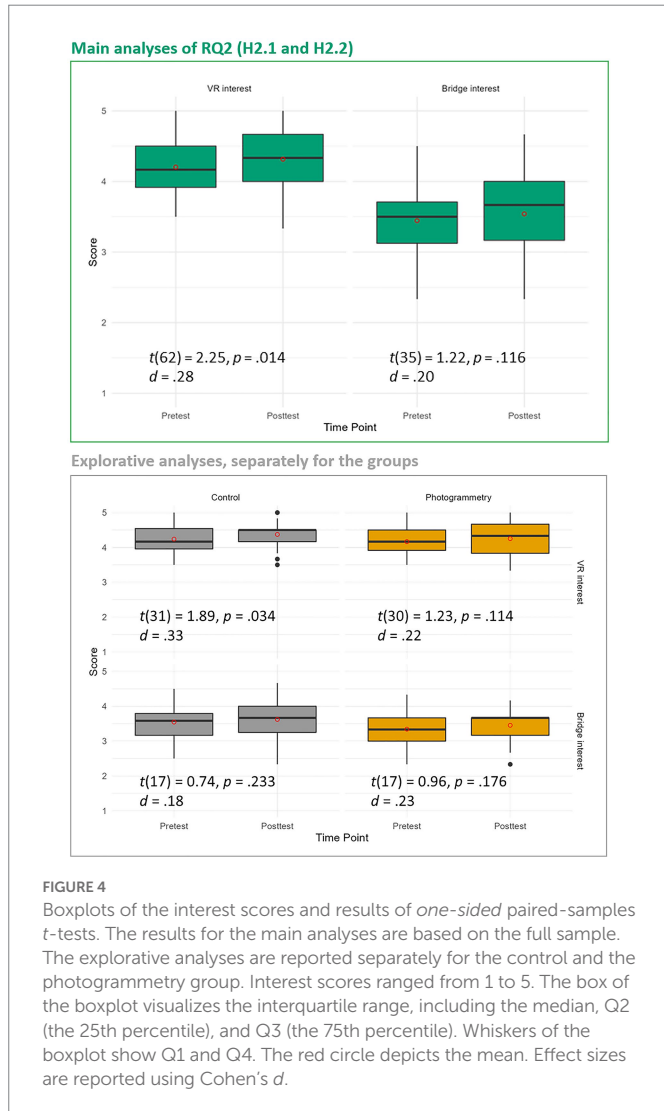 Main analyses of RQ2 (H2.1 and H2.2)
VR interest
Bridge interest
5
4
3
2
1
Score
t(62) = 2.25, p = .014
d = .28
t(35) = 1.22, p = .116
d = .20
Pretest
Posttest
Pretest
Posttest
Time Point
Explorative analyses, separately for the groups
Control
Photogrammetry
5
4
3
2
1
VR interest
t(31) = 1.89, p = .034
d = .33
t(30) = 1.23, p = .114
d = .22
Score
5
4
3
2
1
Bridge interest
t(17) = 0.74, p = .233
d = .18
t(17) = 0.96, p = .176
d = .23
Pretest
Posttest
Pretest
Posttest
Time Point
FIGURE 4
Boxplots of the interest scores and results of one-sided paired-samples
t-tests. The results for the main analyses are based on the full sample.
The explorative analyses are reported separately for the control and the
photogrammetry group. Interest scores ranged from 1 to 5. The box of
the boxplot visualizes the interquartile range, including the median, Q2
(the 25th percentile), and Q3 (the 75th percentile). Whiskers of the
boxplot show Q1 and Q4. The red circle depicts the mean. Effect sizes
are reported using Cohen's d.